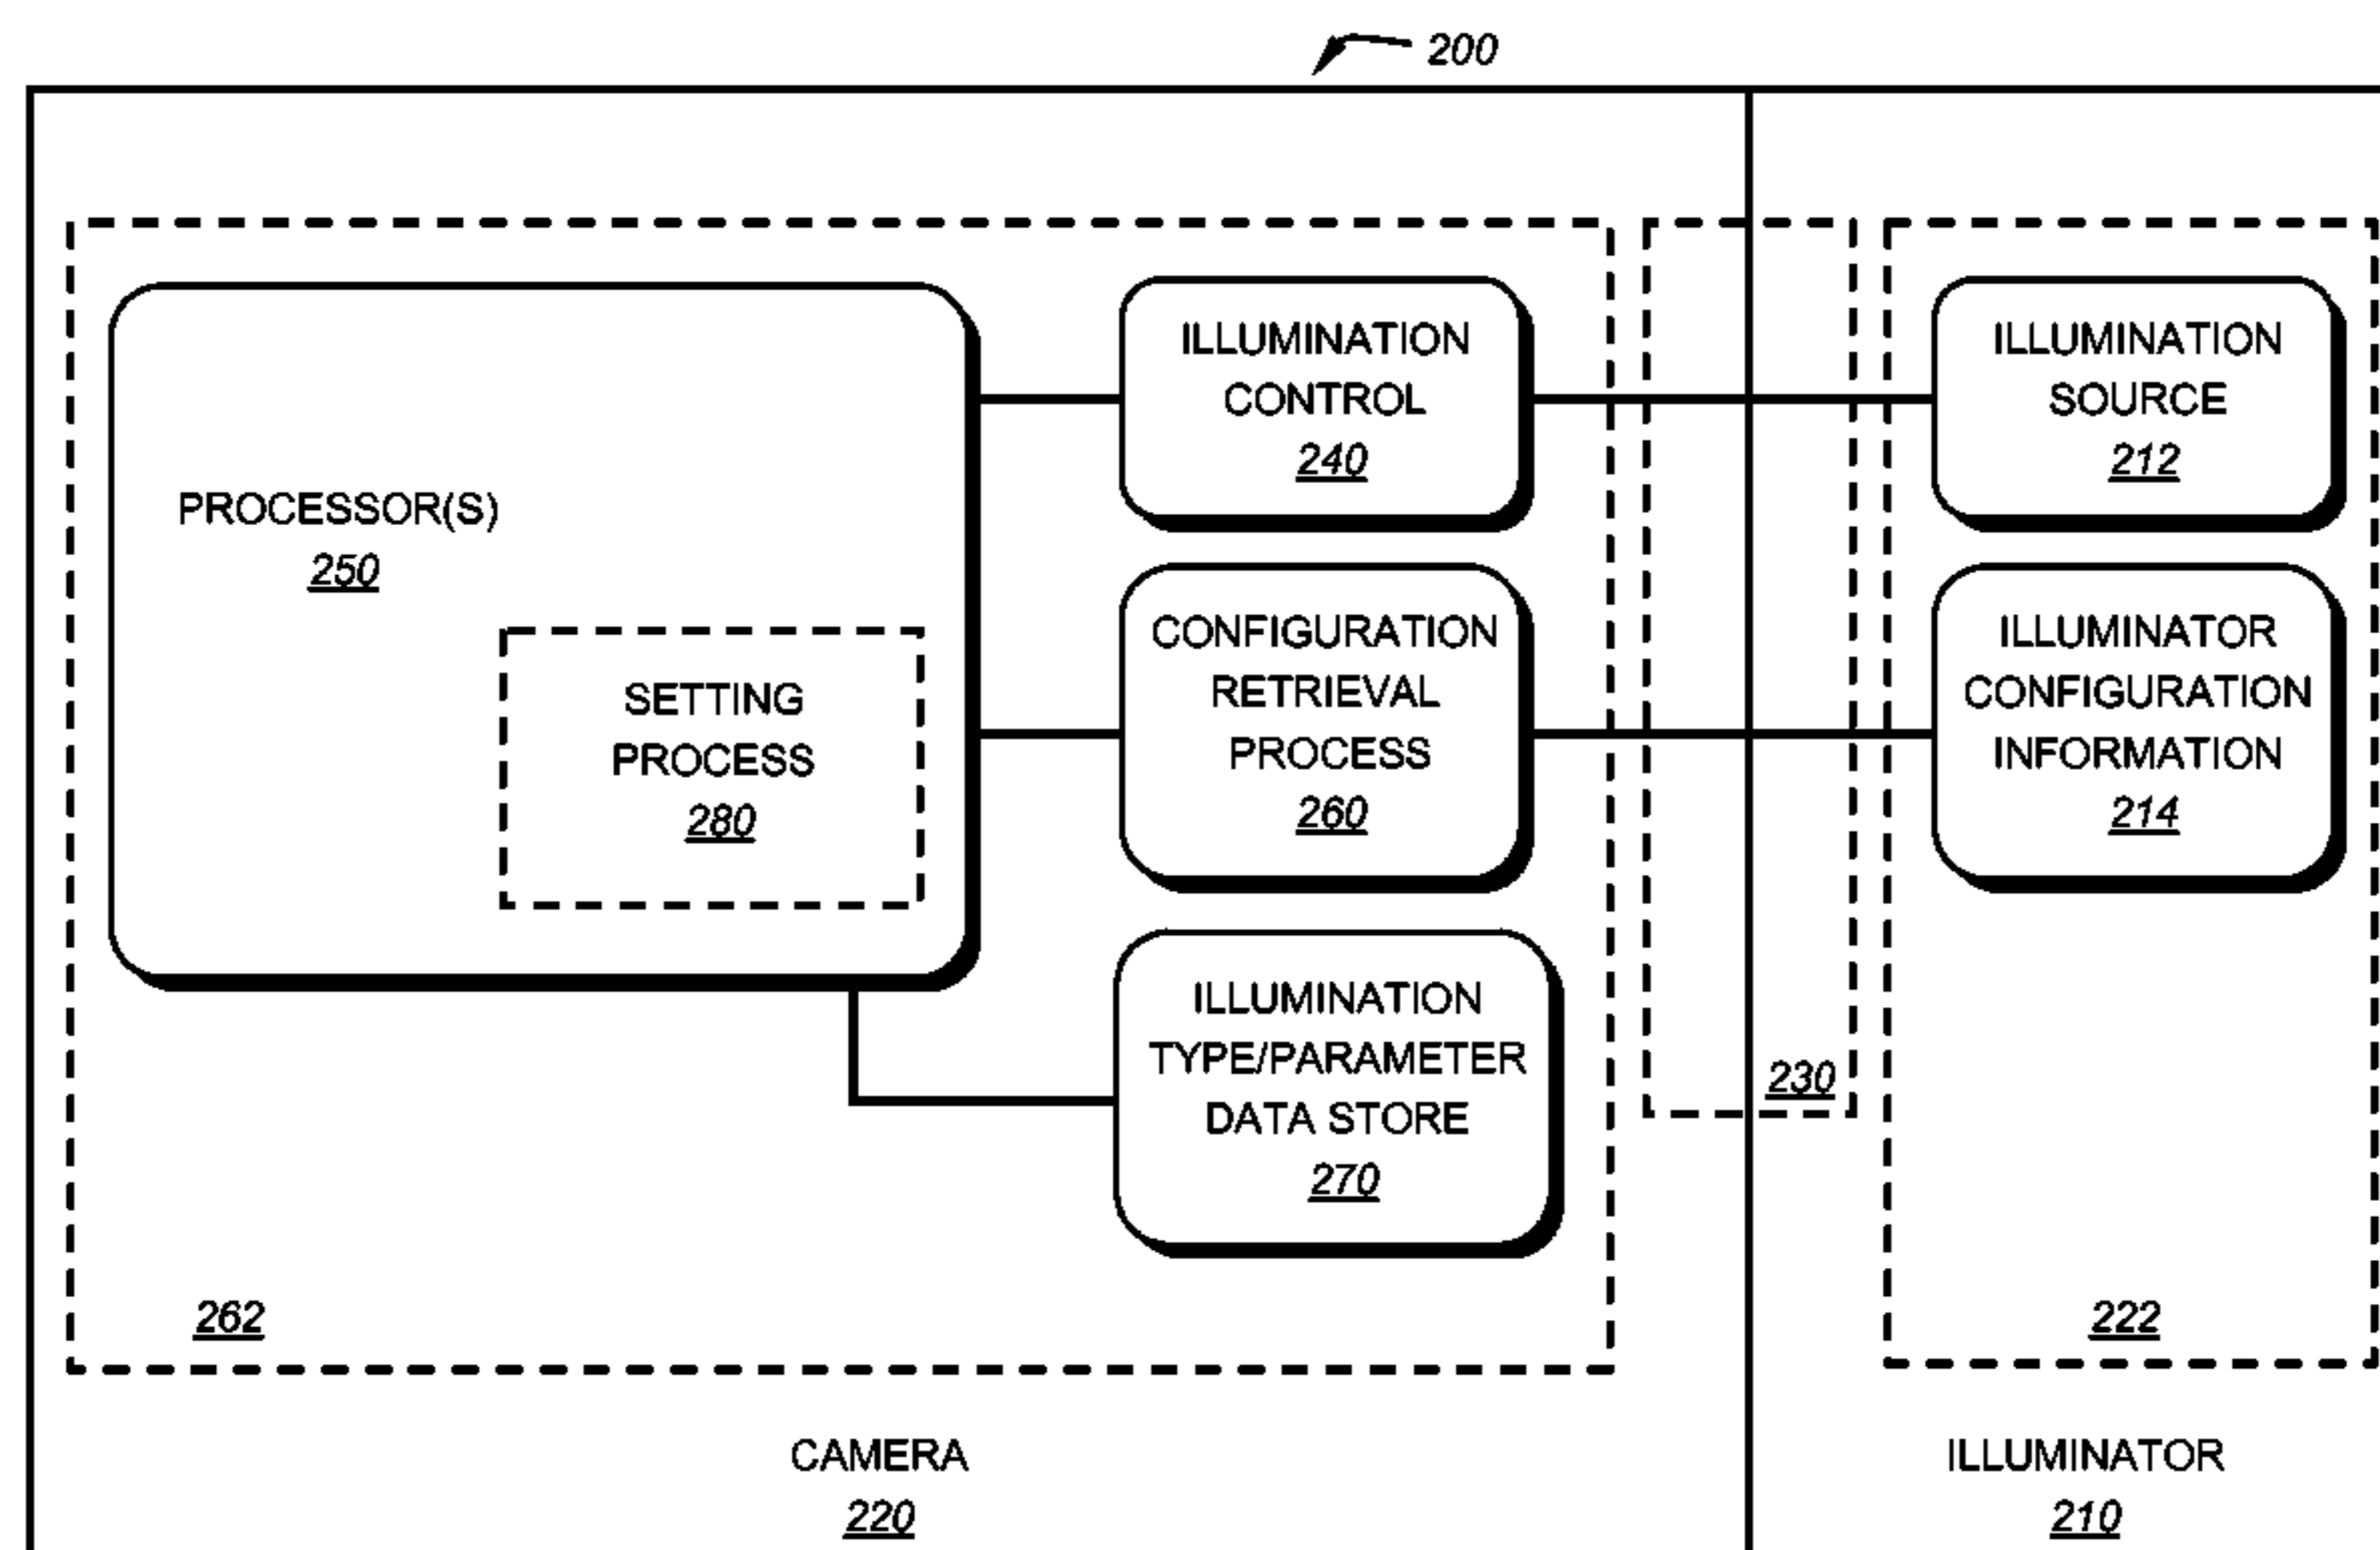 200
PROCESSOR(S)
250
SETTING
PROCESS
280
ILLUMINATION
CONTROL
240
CONFIGURATION
RETRIEVAL
PROCESS
260
ILLUMINATION
TYPE/PARAMETER
DATA STORE
270
262
CAMERA
220
230
ILLUMINATION
SOURCE
212
ILLUMINATOR
CONFIGURATION
INFORMATION
214
222
ILLUMINATOR
210